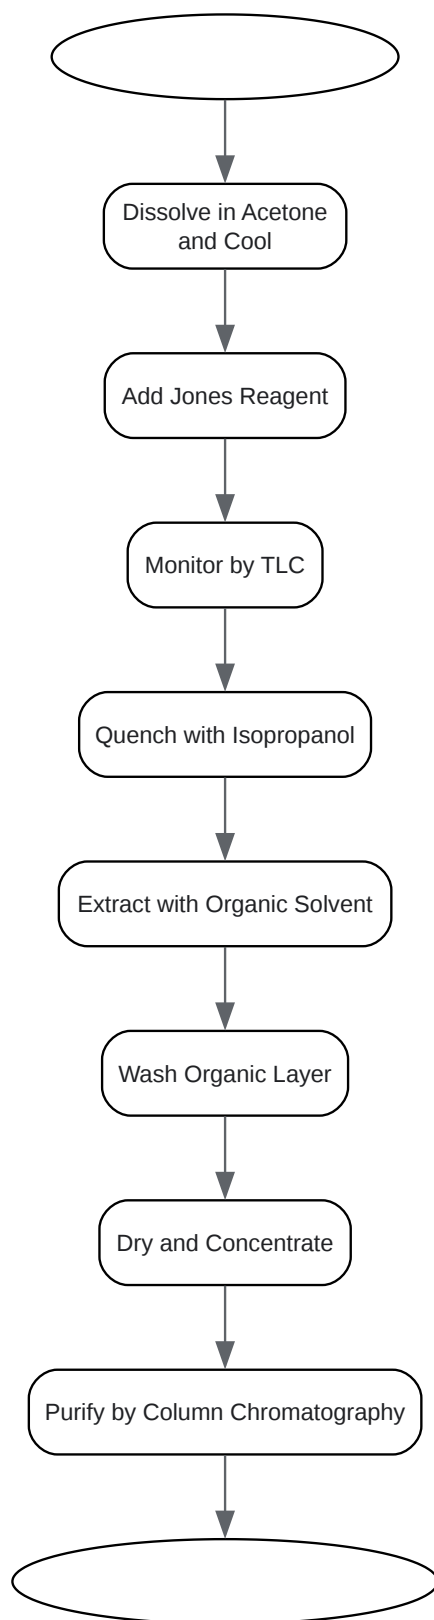 Dissolve in Acetone
and Cool
Add Jones Reagent
Monitor by TLC
Quench with Isopropanol
Extract with Organic Solvent
Wash Organic Layer
Dry and Concentrate
Purify by Column Chromatography